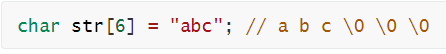 char str[6] = "abc"; // a b c \0 \0 \0